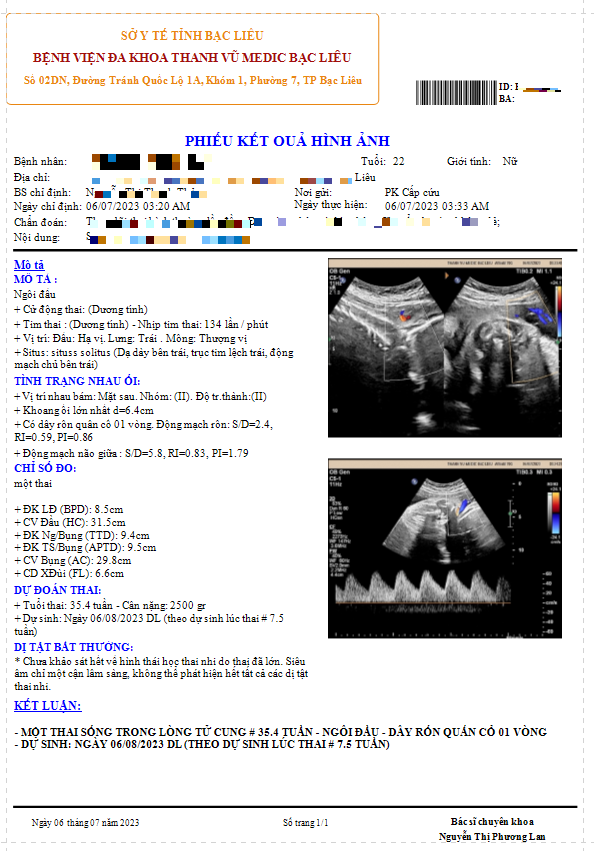 SỞ Y TẾ TỈNH BẠC LIÊU
BỆNH VIỆN ĐA KHOA THANH VŨ MEDIC BẠC LIÊU
Số 02DN, Đường Tránh Quốc Lộ 1A, Khóm 1, Phường 7, TP Bạc Liêu
ID:
BA:
PHIẾU KẾT QUẢ HÌNH ẢNH
Bệnh nhân: Tuổi: 22 Giới tính: Nữ
Địa chỉ: Liêu
BS chỉ định: Nơi gửi: PK Cấp cứu
Ngày chỉ định: 06/07/2023 03:20 AM Ngày thực hiện: 06/07/2023 03:33 AM
Chẩn đoán:
Nội dung:
Mô tả
MÔ TẢ :
Ngôi đầu
+ Cử động thai: (Dương tính)
+ Tim thai : (Dương tính) - Nhịp tim thai: 134 lần / phút
+ Vị trí: Đầu: Hạ vị. Lưng: Trái . Mông: Thượng vị
+ Situs: situss solitus (Dạ dày bên trái, trục tim lệch trái, động
mạch chủ bên trái)
TÌNH TRẠNG NHAU ỐI:
+ Vị trí nhau bám: Mặt sau. Nhóm: (II). Độ tr.thành:(II)
+ Khoang ối lớn nhất d=6.4cm
+ Có dây rốn quấn cổ 01 vòng. Động mạch rốn: S/D=2.4,
RI=0.59, PI=0.86
+ Động mạch não giữa : S/D=5.8, RI=0.83, PI=1.79
CHỈ SỐ ĐO:
một thai
+ ĐK LĐ (BPD): 8.5cm
+ CV Đầu (HC): 31.5cm
+ ĐK Ng/Bụng (TTD): 9.4cm
+ ĐK TS/Bụng (APTD): 9.5cm
+ CV Bụng (AC): 29.8cm
+ CD XĐùi (FL): 6.6cm
DỰ ĐOÁN THAI:
+ Tuổi thai: 35.4 tuần - Cân nặng: 2500 gr
+ Dự sinh: Ngày 06/08/2023 DL (theo dự sinh lúc thai # 7.5
tuần)
DỊ TẬT BẤT THƯỜNG:
* Chưa khảo sát hết về hình thái học thai nhi do thai đã lớn. Siêu
âm chỉ một cận lâm sàng, không thể phát hiện hết tất cả các dị tật
thai nhi.
KẾT LUẬN:
- MỘT THAI SỐNG TRONG LÒNG TỬ CUNG # 35.4 TUẦN - NGÔI ĐẦU - DÂY RỐN QUẤN CỔ 01 VÒNG
- DỰ SINH: NGÀY 06/08/2023 DL (THEO DỰ SINH LÚC THAI # 7.5 TUẦN)
Ngày 06 tháng 07 năm 2023 Số trang 1/1 Bác sĩ chuyên khoa
Nguyễn Thị Phương Lan